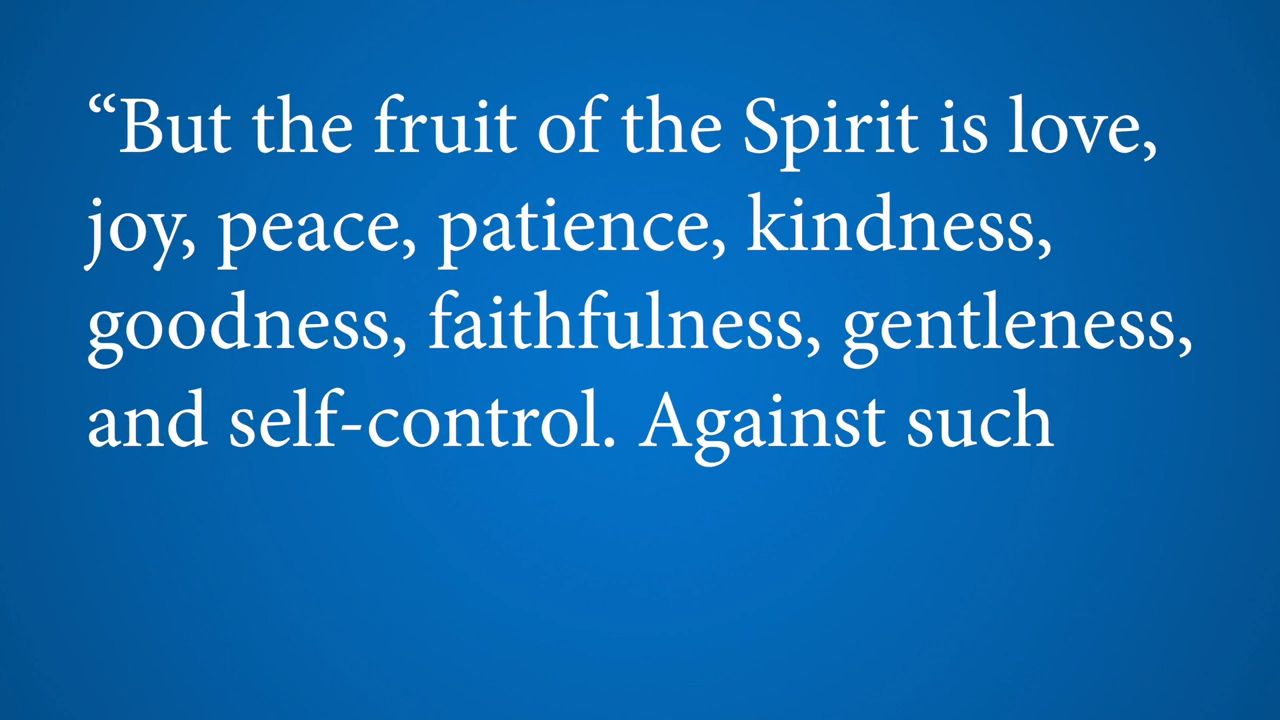 “But the fruit of the Spirit is love,
joy, peace, patience, kindness,
goodness, faithfulness, gentleness,
and self-control. Against such